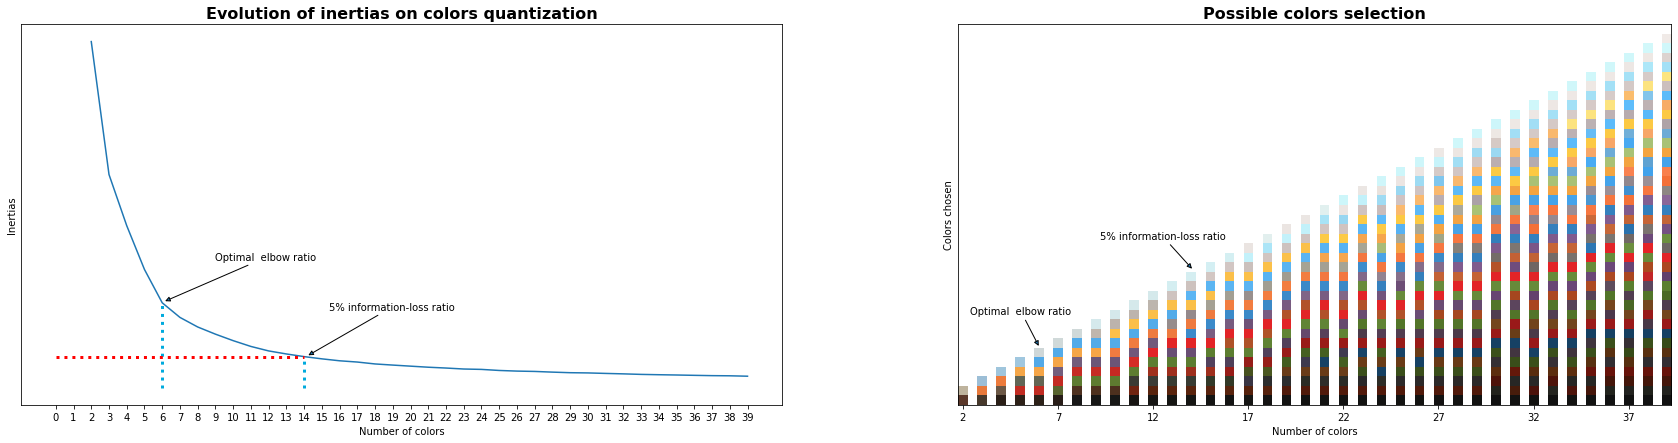 Evolution of inertias on colors quantization
Inertias
Optimal  elbow ratio
5% information-loss ratio
0 1 2 3 4 5 6 7 8 9 10 11 12 13 14 15 16 17 18 19 20 21 22 23 24 25 26 27 28 29 30 31 32 33 34 35 36 37 38 39
Number of colors
Possible colors selection
Colors chosen
5% information-loss ratio
Optimal  elbow ratio
2 7 12 17 22 27 32 37
Number of colors